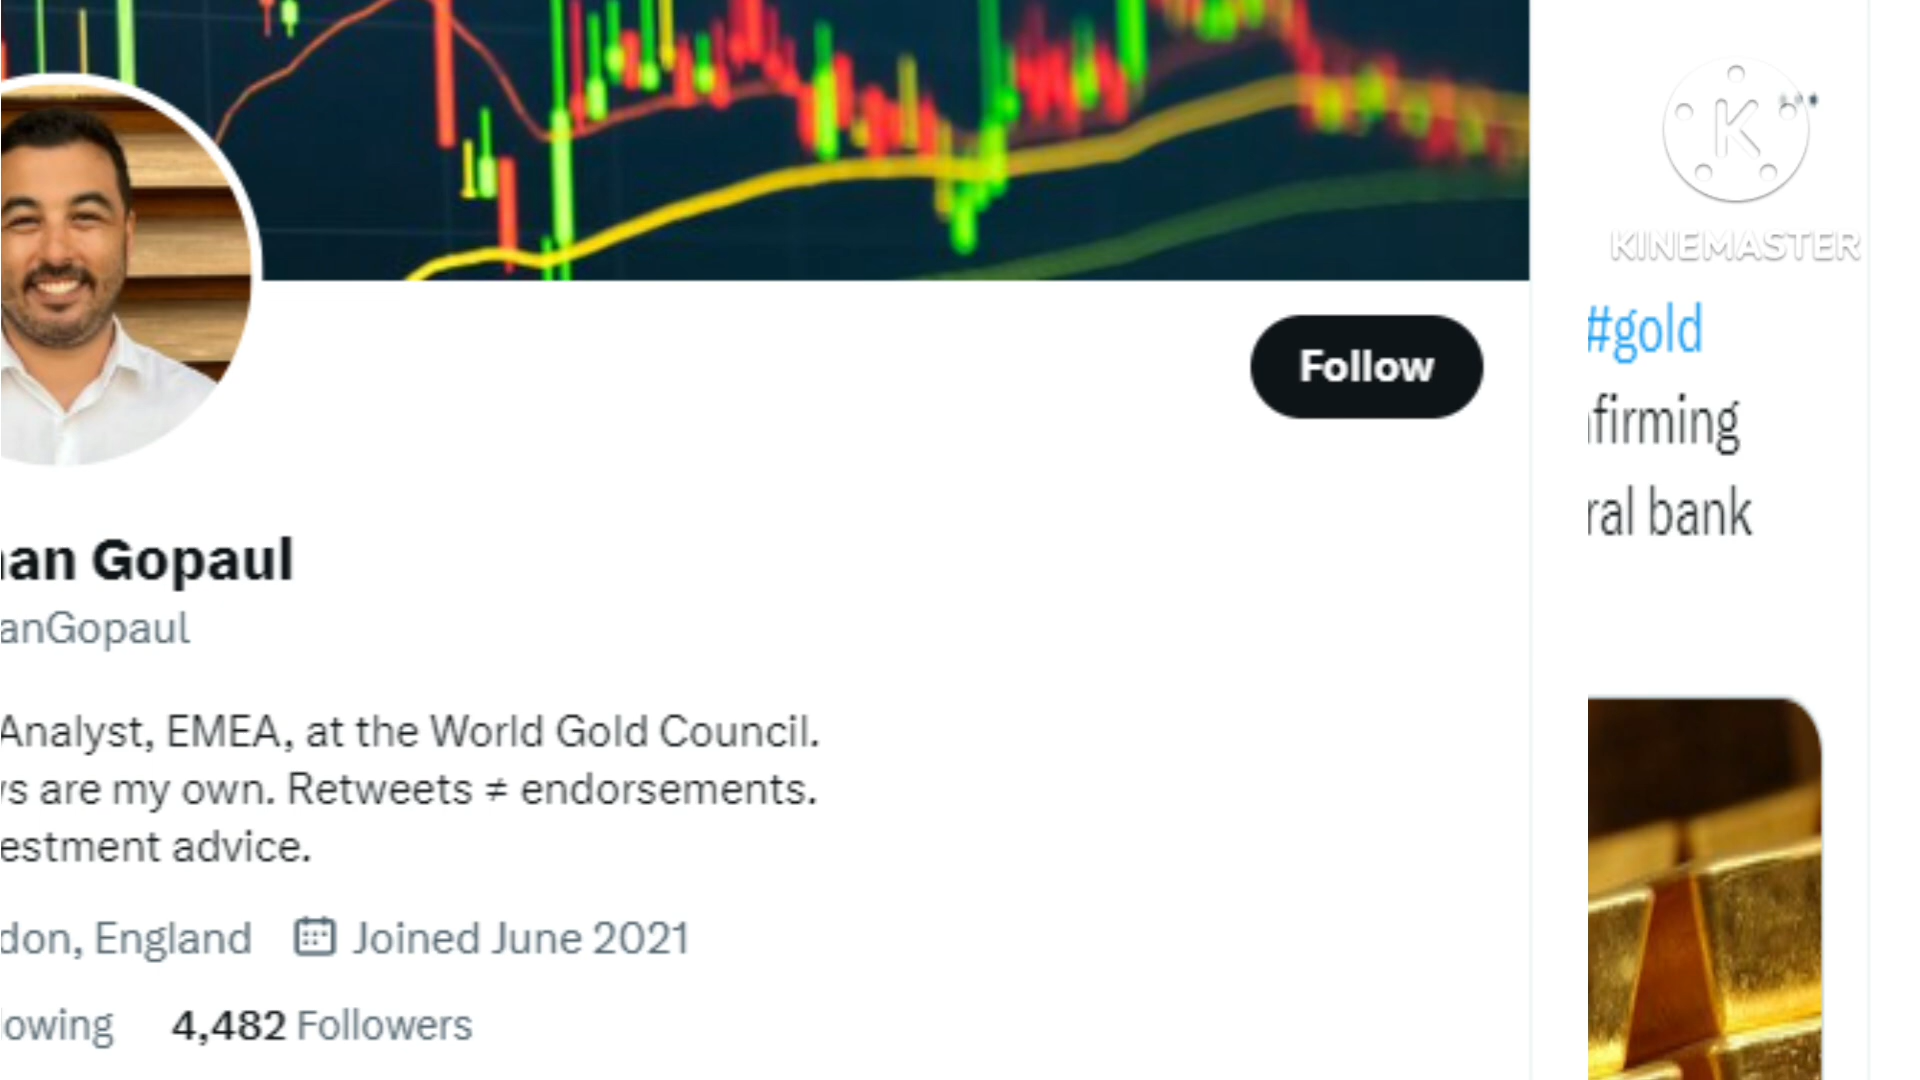 Follow
an Gopaul
anGopaul
Analyst, EMEA, at the World Gold Council.
s are my own. Retweets ≠ endorsements.
estment advice.
don, England Joined June 2021
owing 4,482 Followers
K
KINEMASTER
#gold
firming
ral bank